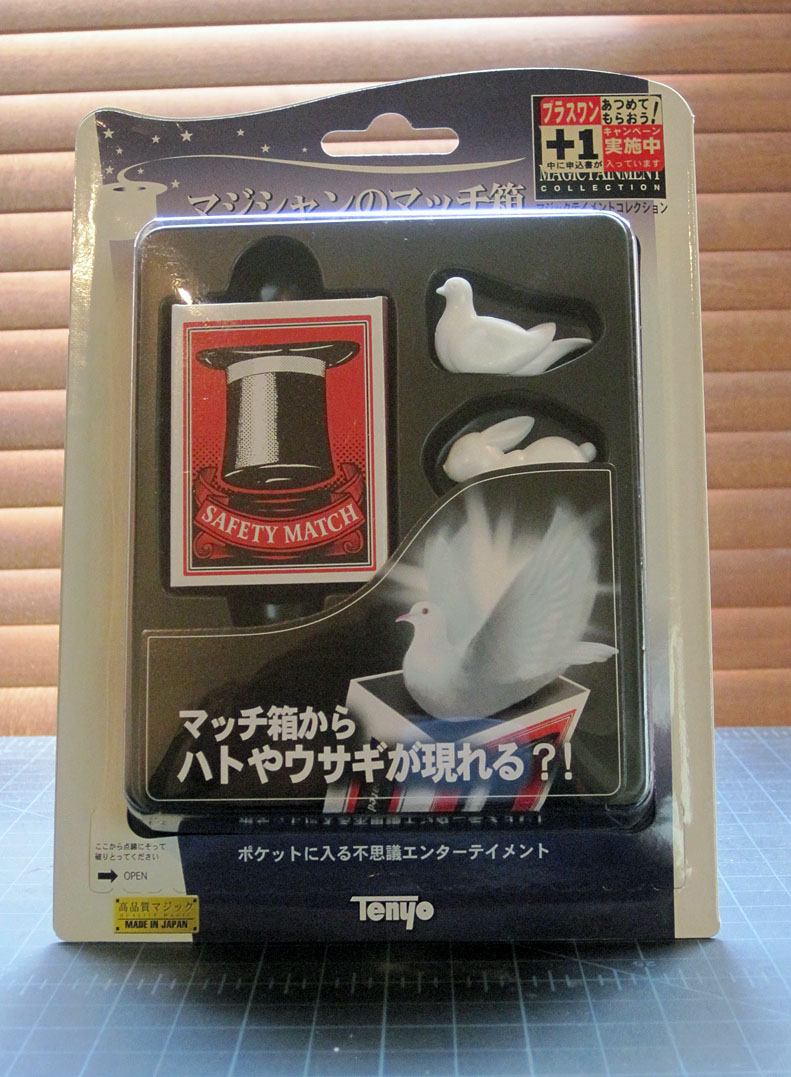 プラスワン
+1
中に申込書が
あつめて
もらおう!
キャンペーン
実施中
入っています
MAGICTAINMENT
COLLECTION
マジックテイメントコレクション
マジシャンのマッチ箱
SAFETY MATCH
マッチ箱から
ハトやウサギが現れる?!
ここから点線にそって
破りとってください
OPEN
ポケットに入る不思議エンターテイメント
高品質マジック
QUALITY MAGIC
MADE IN JAPAN
Tenyo